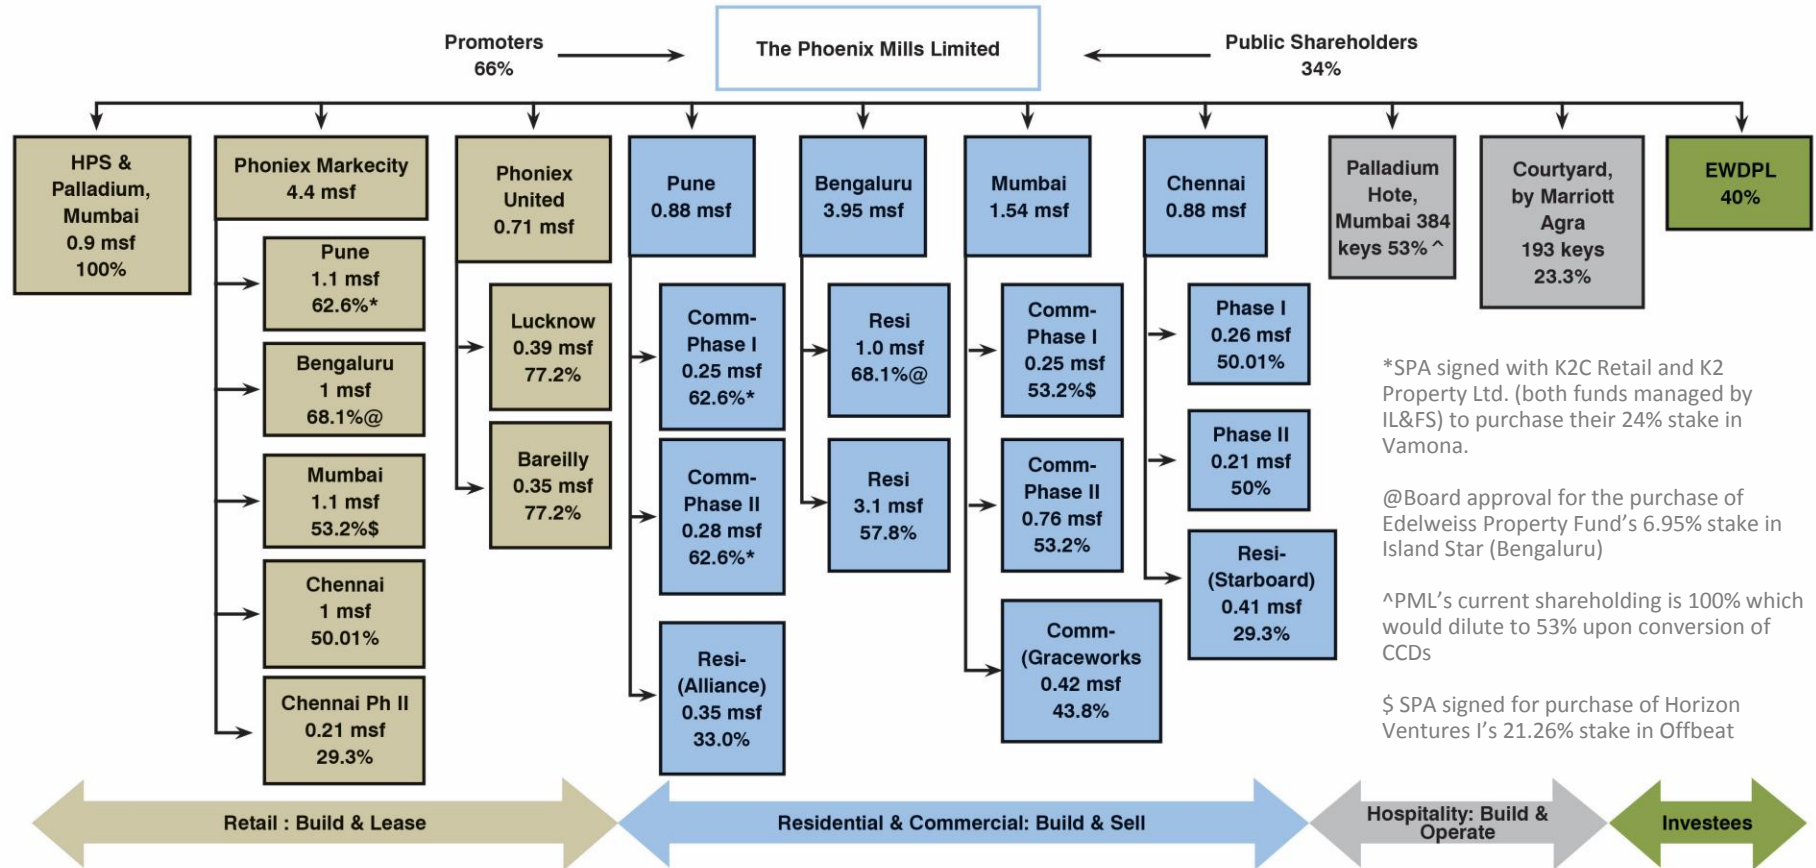 Promoters
66%
The Phoenix Mills Limited
Public Shareholders
34%
HPS &
Palladium,
Mumbai
0.9 msf
100%
Phoniex Markecity
4.4 msf
Pune
1.1 msf
62.6%*
Bengaluru
1 msf
68.1%@
Mumbai
1.1 msf
53.2%$
Chennai
1 msf
50.01%
Chennai Ph II
0.21 msf
29.3%
Phoniex
United
0.71 msf
Lucknow
0.39 msf
77.2%
Bareilly
0.35 msf
77.2%
Pune
0.88 msf
Comm-
Phase I
0.25 msf
62.6%*
Comm-
Phase II
0.28 msf
62.6%*
Resi-
(Alliance)
0.35 msf
33.0%
Bengaluru
3.95 msf
Resi
1.0 msf
68.1%@
Resi
3.1 msf
57.8%
Mumbai
1.54 msf
Comm-
Phase I
0.25 msf
53.2%$
Comm-
Phase II
0.76 msf
53.2%
Comm-
(Graceworks
0.42 msf
43.8%
Chennai
0.88 msf
Phase I
0.26 msf
50.01%
Phase II
0.21 msf
50%
Resi-
(Starboard)
0.41 msf
29.3%
Palladium
Hote,
Mumbai 384
keys 53% ^
Courtyard,
by Marriott
Agra
193 keys
23.3%
EWDPL
40%
*SPA signed with K2C Retail and K2
Property Ltd. (both funds managed by
IL&FS) to purchase their 24% stake in
Vamona.
@Board approval for the purchase of
Edelweiss Property Fund’s 6.95% stake in
Island Star (Bengaluru)
^PML’s current shareholding is 100% which
would dilute to 53% upon conversion of
CCDs
$ SPA signed for purchase of Horizon
Ventures I’s 21.26% stake in Offbeat
Retail : Build & Lease
Residential & Commercial: Build & Sell
Hospitality: Build &
Operate
Investees